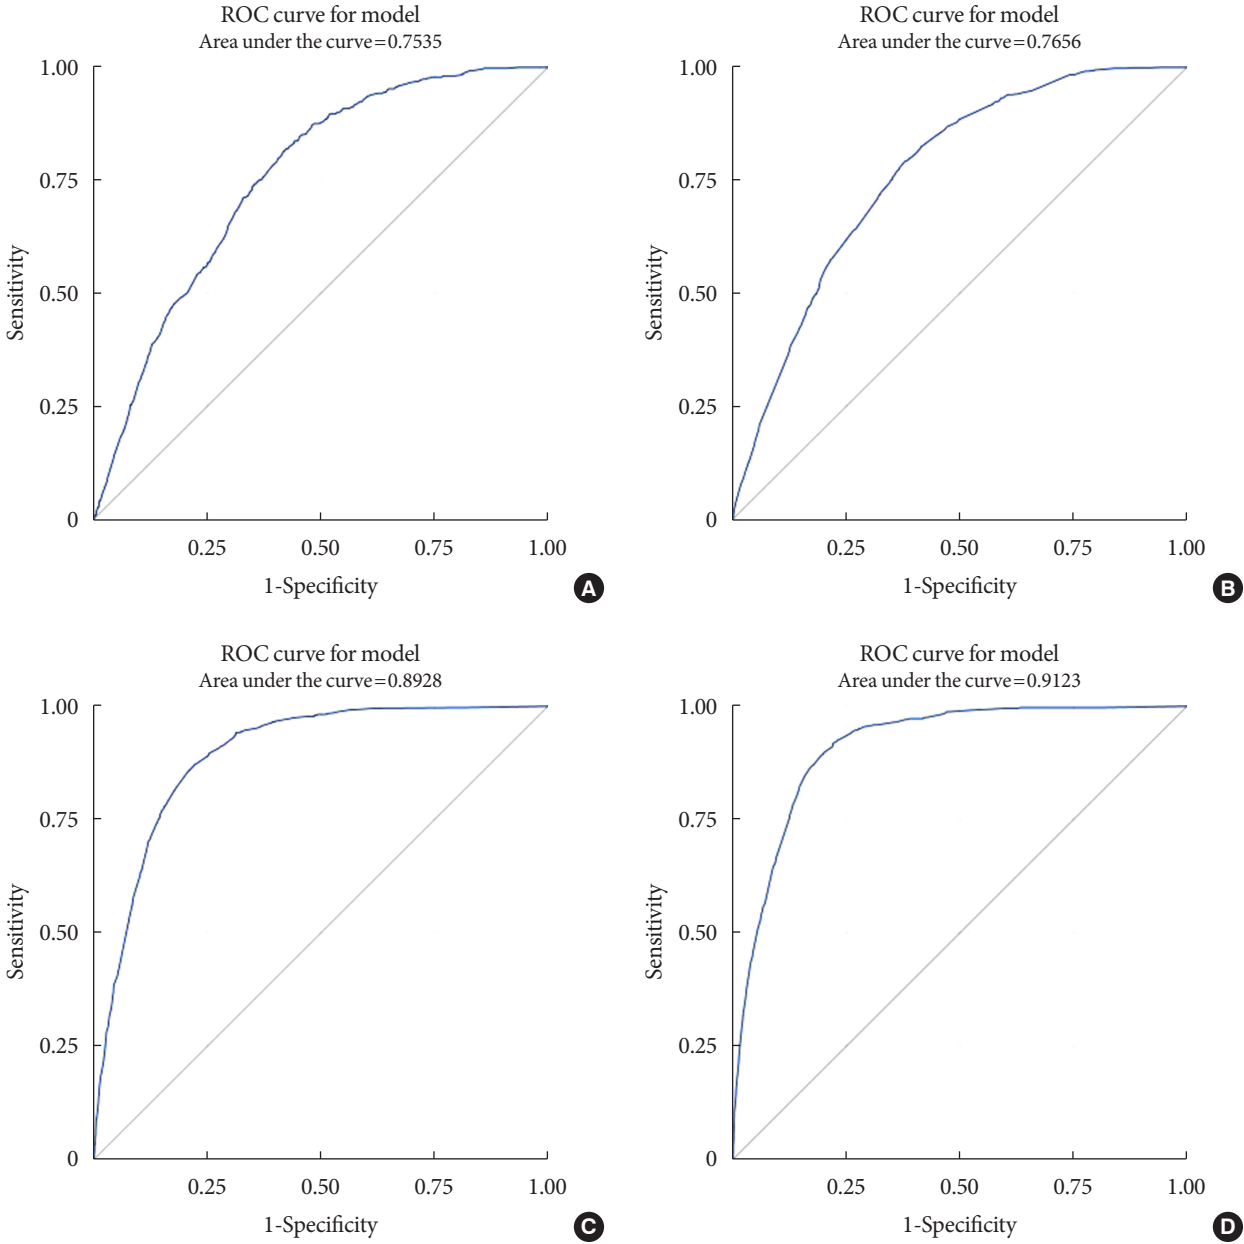 ROC curve for model
Area under the curve=0.7535
1.00
0.75
0.50
0.25
0
Sensitivity
0.25 0.50 0.75 1.00
1-Specificity
A
ROC curve for model
Area under the curve=0.7656
1.00
0.75
0.50
0.25
0
Sensitivity
0.25 0.50 0.75 1.00
1-Specificity
B
ROC curve for model
Area under the curve=0.8928
1.00
0.75
0.50
0.25
0
Sensitivity
0.25 0.50 0.75 1.00
1-Specificity
C
ROC curve for model
Area under the curve=0.9123
1.00
0.75
0.50
0.25
0
Sensitivity
0.25 0.50 0.75 1.00
1-Specificity
D